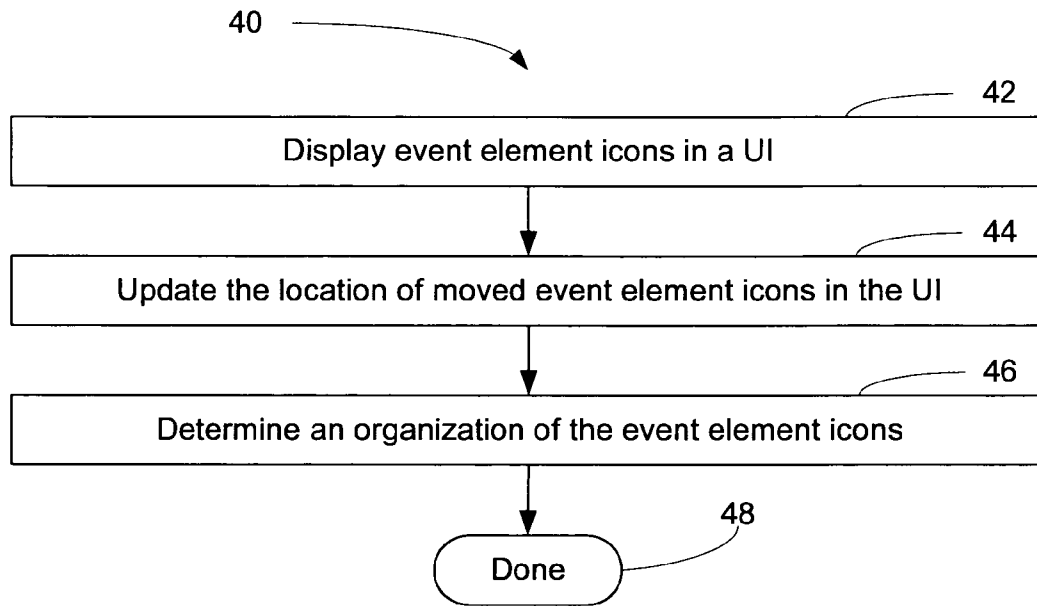 40
42
Display event element icons in a UI
44
Update the location of moved event element icons in the UI
46
Determine an organization of the event element icons
48
Done